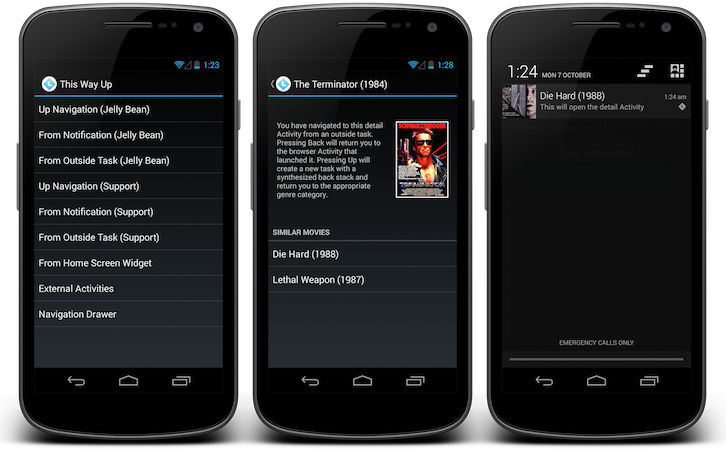 1:23
This Way Up
Up Navigation (Jelly Bean)
From Notification (Jelly Bean)
From Outside Task (Jelly Bean)
Up Navigation (Support)
From Notification (Support)
From Outside Task (Support)
From Home Screen Widget
External Activities
Navigation Drawer
1:28
The Terminator (1984)
You have navigated to this detail
Activity from an outside task.
Pressing Back will return you to
the browser Activity that
launched it. Pressing Up will
create a new task with a
synthesized back stack and
return you to the appropriate
genre category.
SCHWARZENEGGER
TERMINATOR
SIMILAR MOVIES
Die Hard (1988)
Lethal Weapon (1987)
1:24 MON 7 OCTOBER
Die Hard (1988) 1:24 am
This will open the detail Activity
EMERGENCY CALLS ONLY